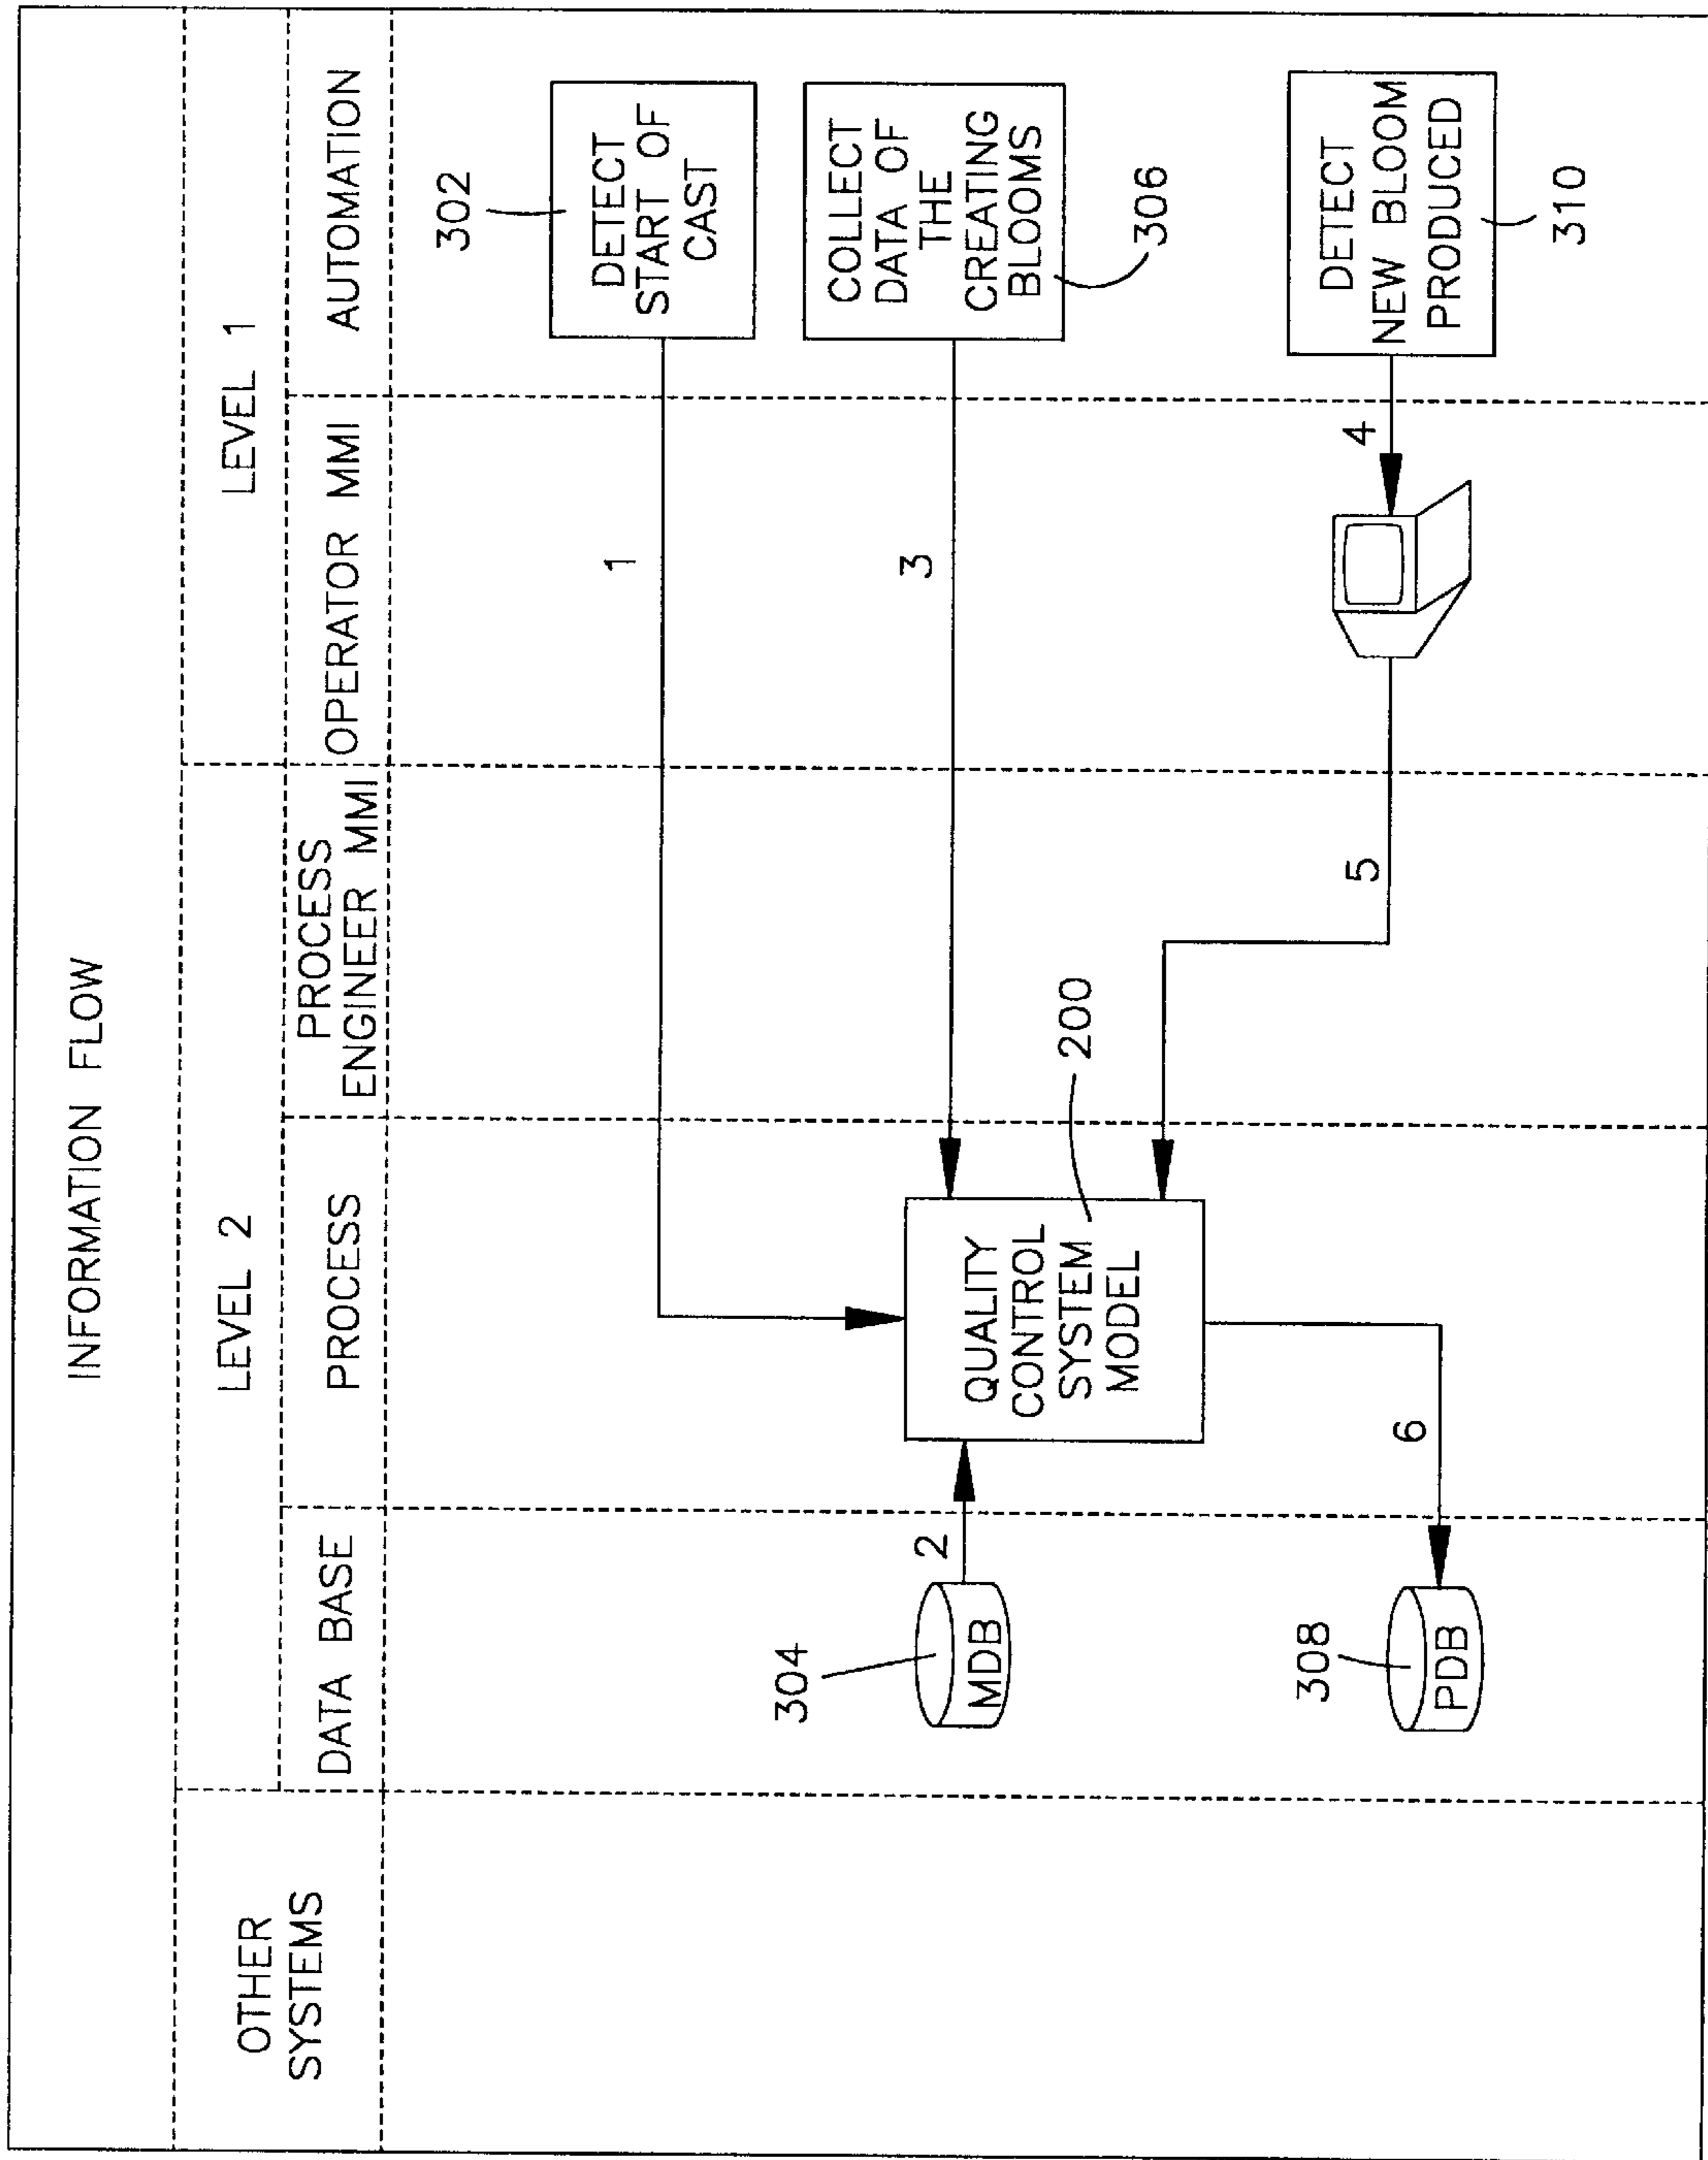 INFORMATION FLOW
OTHER
SYSTEMS
LEVEL 2
LEVEL 1
DATA BASE
PROCESS
PROCESS
ENGINEER MMI
OPERATOR MMI
AUTOMATION
302
DETECT
START OF
CAST
1
304
MDB
2
QUALITY
CONTROL
SYSTEM
MODEL
200
3
COLLECT
DATA OF
THE
CREATING
BLOOMS
306
308
PDB
6
5
4
DETECT
NEW BLOOM
PRODUCED
310